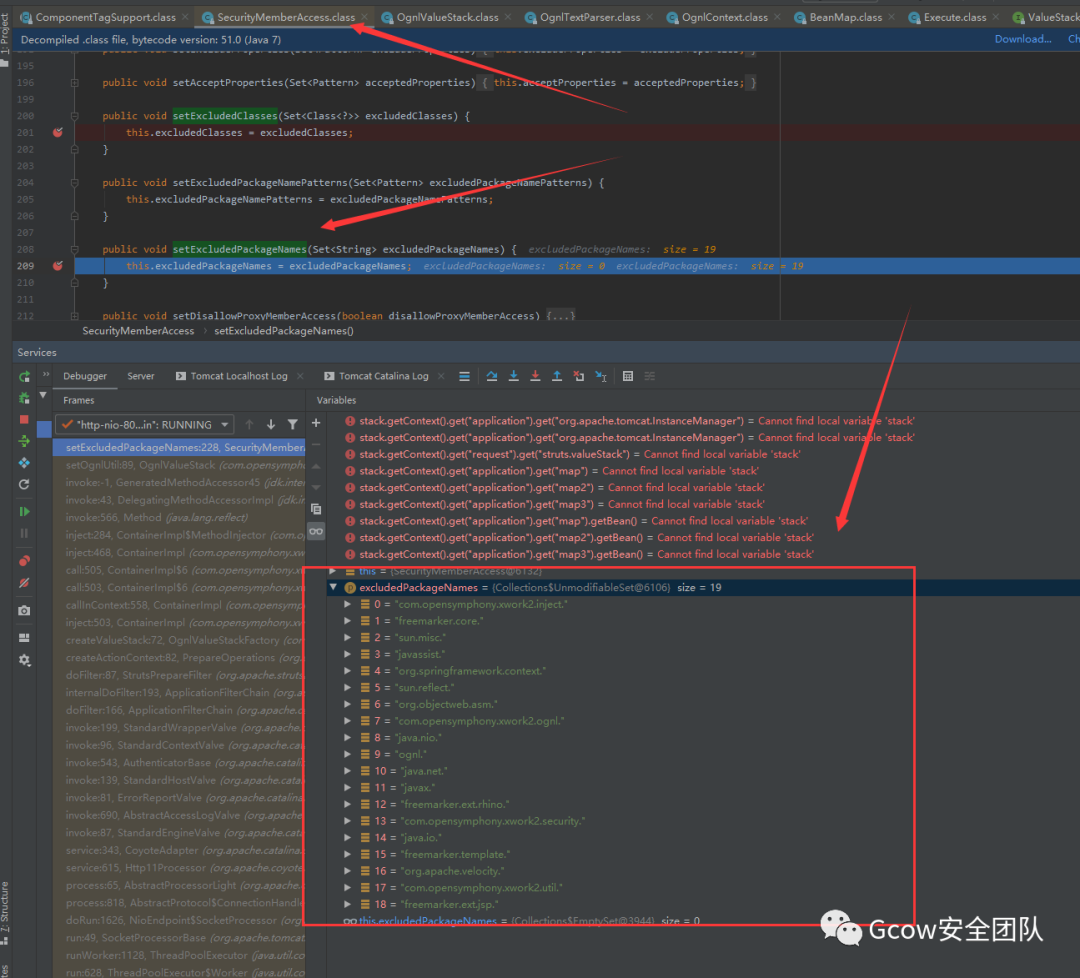 ComponentTagSupport.class SecurityMemberAccess.class OgnlValueStack.class OgnlTextParser.class OgnlContext.class BeanMap.class Execute.class ValueStack
Decompiled .class file, bytecode version: 51.0 (Java 7) Download... Ch
195
196 public void setAcceptProperties(Set<Pattern> acceptedProperties) { this.acceptProperties = acceptedProperties; }
199
200 public void setExcludedClasses(Set<Class<?>> excludedClasses) {
201 this.excludedClasses = excludedClasses;
202 }
203
204 public void setExcludedPackageNamePatterns(Set<Pattern> excludedPackageNamePatterns) {
205 this.excludedPackageNamePatterns = excludedPackageNamePatterns;
206 }
207
208 public void setExcludedPackageNames(Set<String> excludedPackageNames) { excludedPackageNames: size = 19
209 this.excludedPackageNames = excludedPackageNames; excludedPackageNames: size = 0 excludedPackageNames: size = 19
210 }
211
212 public void setDisallowProxyMemberAccess(boolean disallowProxyMemberAccess) {...}
SecurityMemberAccess › setExcludedPackageNames()
1: Project
Services
Debugger Server Tomcat Localhost Log Tomcat Catalina Log
Frames
"http-nio-80...in": RUNNING
setExcludedPackageNames:228, SecurityMember
setOgnlUtil:89, OgnlValueStack (com.opensymph
invoke:-1, GeneratedMethodAccessor45 (jdk.inter
invoke:43, DelegatingMethodAccessorImpl (jdk.in
invoke:566, Method (java.lang.reflect)
inject:284, ContainerImpl$MethodInjector (com.o
inject:468, ContainerImpl (com.opensymphony.xw
call:505, ContainerImpl$6 (com.opensymphony.x
call:503, ContainerImpl$6 (com.opensymphony.x
callInContext:558, ContainerImpl (com.opensymp
inject:503, ContainerImpl (com.opensymphony.xw
createValueStack:72, OgnlValueStackFactory (con
createActionContext:82, PrepareOperations (org.
doFilter:87, StrutsPrepareFilter (org.apache.struts
internalDoFilter:193, ApplicationFilterChain (org.a
doFilter:166, ApplicationFilterChain (org.apache.c
invoke:199, StandardWrapperValve (org.apache.c
invoke:96, StandardContextValve (org.apache.cat
invoke:543, AuthenticatorBase (org.apache.catali
invoke:139, StandardHostValve (org.apache.catal
invoke:81, ErrorReportValve (org.apache.catalina
invoke:690, AbstractAccessLogValve (org.apache
invoke:87, StandardEngineValve (org.apache.cata
service:343, CoyoteAdapter (org.apache.catalina.
service:615, Http11Processor (org.apache.coyote
process:65, AbstractProcessorLight (org.apache.c
process:818, AbstractProtocol$ConnectionHandle
doRun:1626, NioEndpoint$SocketProcessor (org.a
run:49, SocketProcessorBase (org.apache.tomcat
runWorker:1128, ThreadPoolExecutor (java.util.co
run:628, ThreadPoolExecutor$Worker (java.util.co
Variables
stack.getContext().get("application").get("org.apache.tomcat.InstanceManager") = Cannot find local variable 'stack'
stack.getContext().get("application").get("org.apache.tomcat.InstanceManager") = Cannot find local variable 'stack'
stack.getContext().get("request").get("struts.valueStack") = Cannot find local variable 'stack'
stack.getContext().get("application").get("map") = Cannot find local variable 'stack'
stack.getContext().get("application").get("map2") = Cannot find local variable 'stack'
stack.getContext().get("application").get("map3") = Cannot find local variable 'stack'
stack.getContext().get("application").get("map").getBean() = Cannot find local variable 'stack'
stack.getContext().get("application").get("map2").getBean() = Cannot find local variable 'stack'
stack.getContext().get("application").get("map3").getBean() = Cannot find local variable 'stack'
this = {SecurityMemberAccess@6132}
excludedPackageNames = {Collections$UnmodifiableSet@6106} size = 19
0 = "com.opensymphony.xwork2.inject."
1 = "freemarker.core."
2 = "sun.misc."
3 = "javassist."
4 = "org.springframework.context."
5 = "sun.reflect."
6 = "org.objectweb.asm."
7 = "com.opensymphony.xwork2.ognl."
8 = "java.nio."
9 = "ognl."
10 = "java.net."
11 = "javax."
12 = "freemarker.ext.rhino."
13 = "com.opensymphony.xwork2.security."
14 = "java.io."
15 = "freemarker.template."
16 = "org.apache.velocity."
17 = "com.opensymphony.xwork2.util."
18 = "freemarker.ext.jsp."
this.excludedPackageNames = {Collections$EmptySet@3944} size = 0
7: Structure
Gcow安全团队